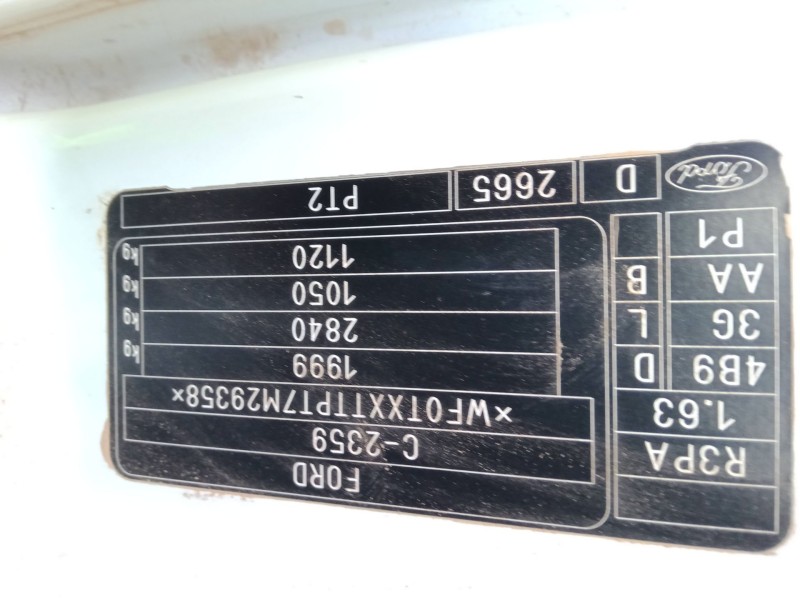 FORD
C-2359
*WF0TXXTTPT7M29358*
1999 kg
2840 kg
1050 kg
1120 kg
PT2
2665
D
R3PA
1.63
4B9 D
3G L
AA B
P1
Ford